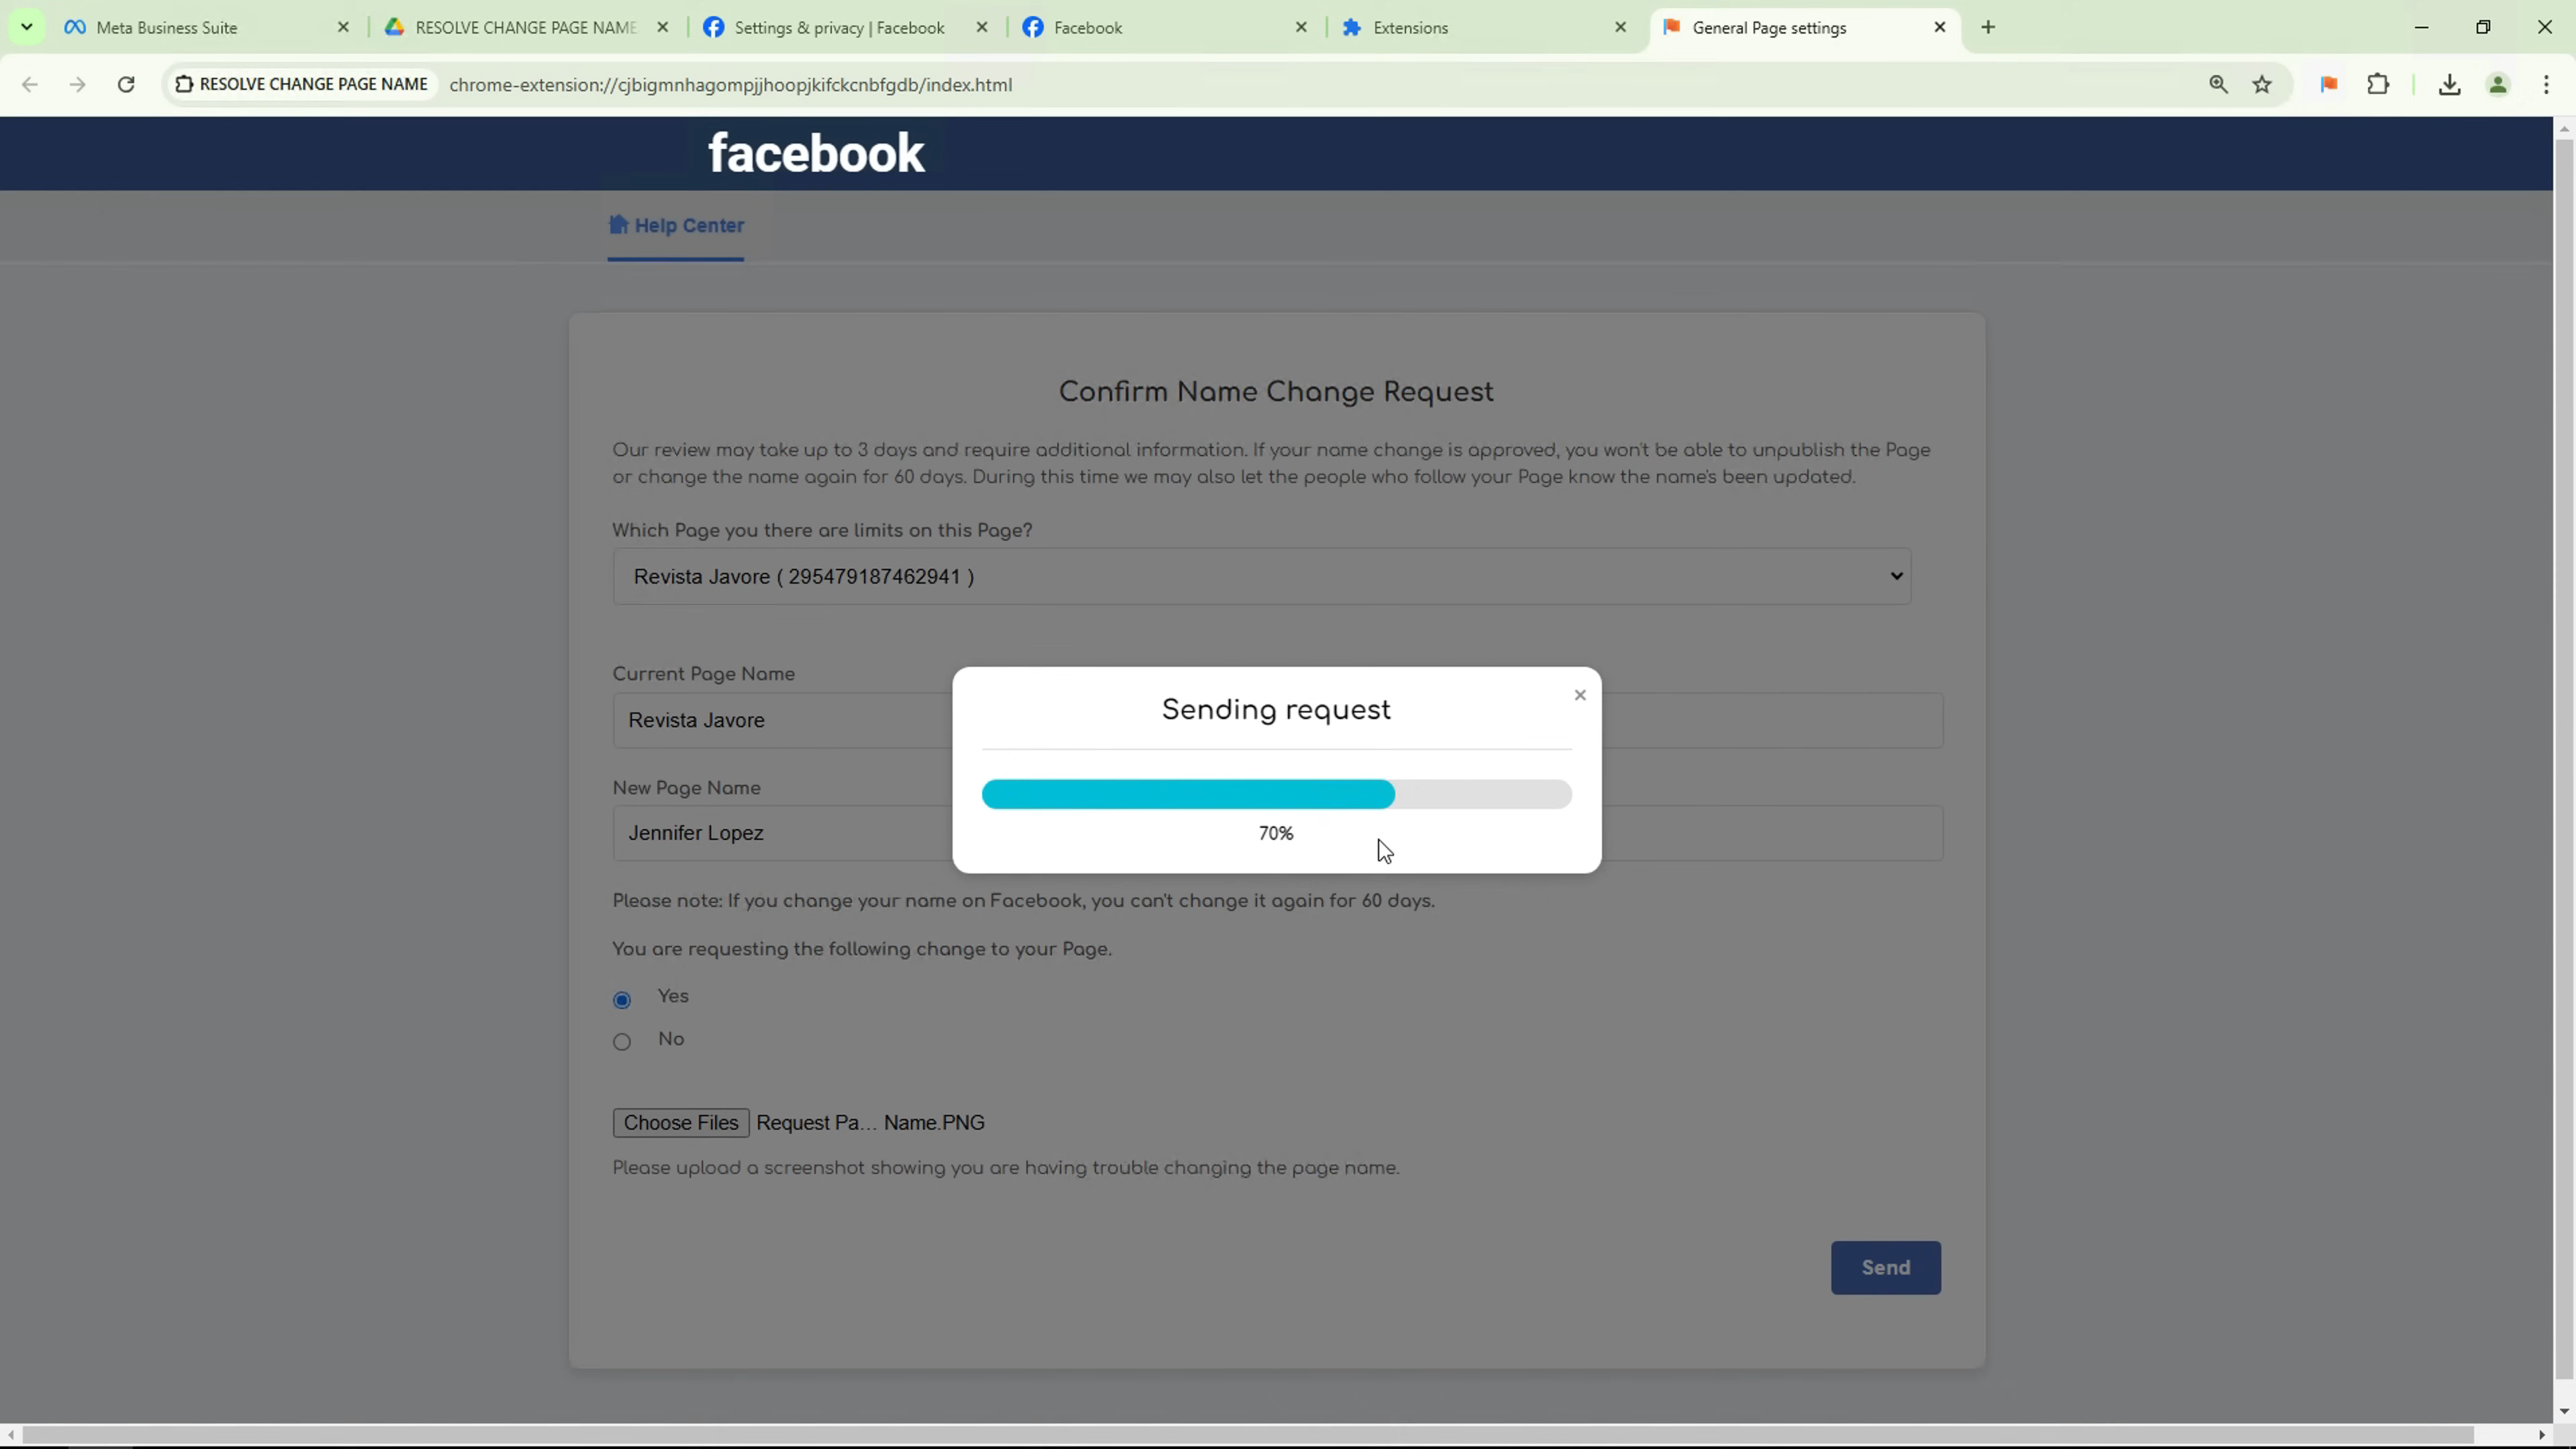 Meta Business Suite
RESOLVE CHANGE PAGE NAME
Settings & privacy | Facebook
Facebook
Extensions
General Page settings
RESOLVE CHANGE PAGE NAME
chrome-extension://cjbigmnhagompjjhoopjkifckcnbfgdb/index.html
facebook
Help Center
Confirm Name Change Request
Our review may take up to 3 days and require additional information. If your name change is approved, you won't be able to unpublish the Page
or change the name again for 60 days. During this time we may also let the people who follow your Page know the name's been updated.
Which Page you there are limits on this Page?
Revista Javore ( 295479187462941 )
Current Page Name
Revista Javore
Sending request
70%
New Page Name
Jennifer Lopez
Please note: If you change your name on Facebook, you can't change it again for 60 days.
You are requesting the following change to your Page.
Yes
No
Choose Files Request Pa... Name.PNG
Please upload a screenshot showing you are having trouble changing the page name.
Send